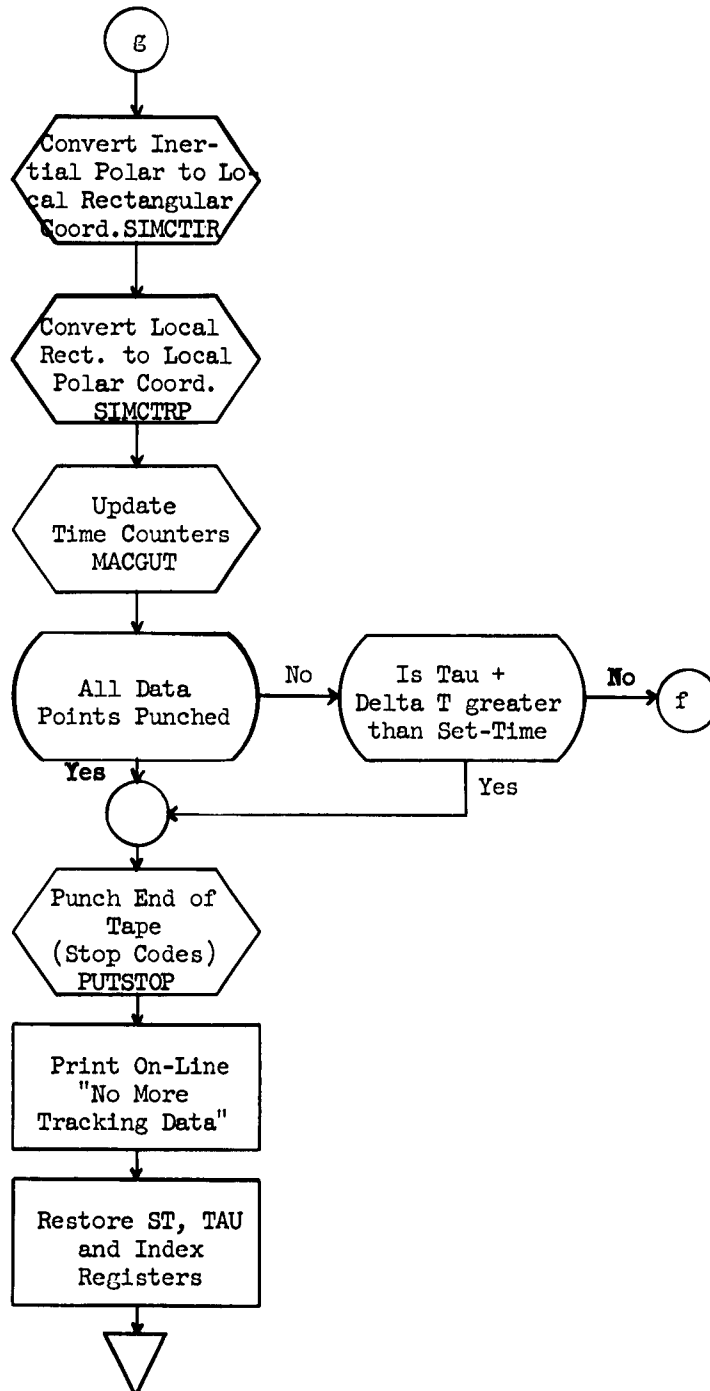 g
Convert Iner-
tial Polar to Lo-
cal Rectangular
Coord.SIMCTIR
Convert Local
Rect. to Local
Polar Coord.
SIMCTRP
Update
Time Counters
MACGUT
All Data
Points Punched
No
Is Tau +
Delta T greater
than Set-Time
No
f
Yes
Yes
Punch End of
Tape
(Stop Codes)
PUTSTOP
Print On-Line
"No More
Tracking Data"
Restore ST, TAU
and Index
Registers